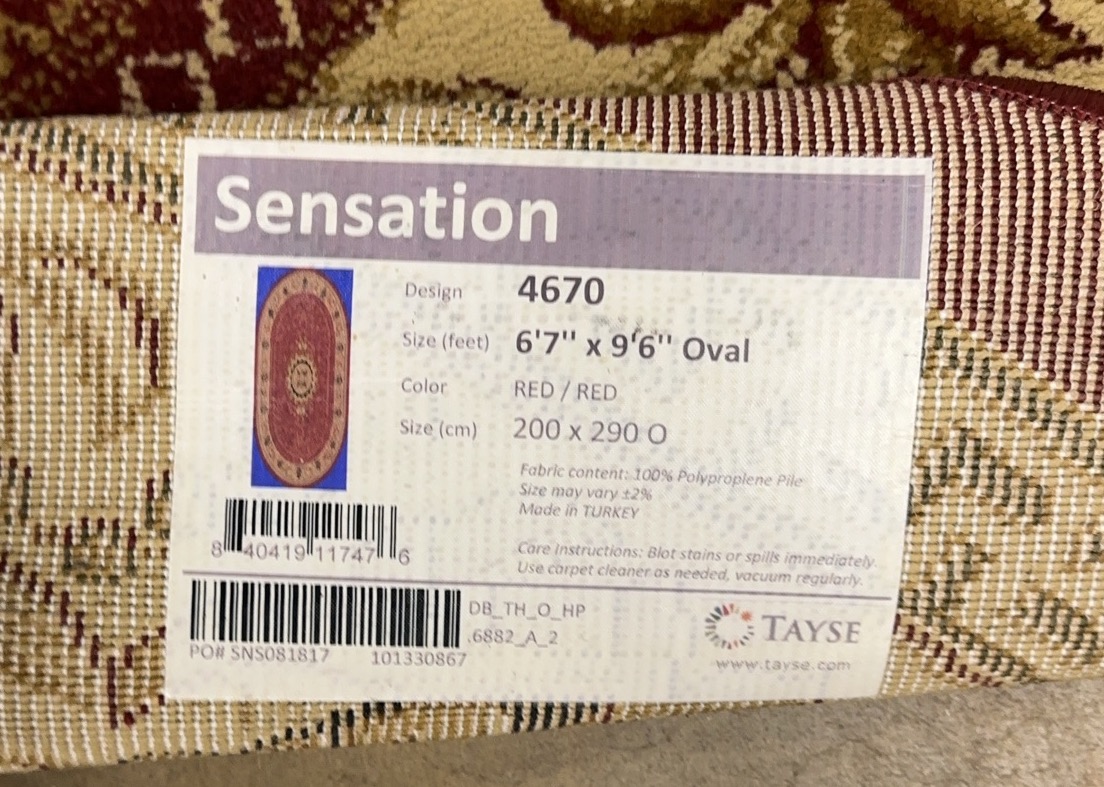 Sensation
Design 4670
Size (feet) 6'7" x 9'6" Oval
Color RED / RED
Size (cm) 200 x 290 O
Fabric content: 100% Polyproplene Pile
Size may vary ±2%
Made in TURKEY
8 40419 11747 6
Care Instructions: Blot stains or spills immediately.
Use carpet cleaner as needed, vacuum regularly.
DB_TH_O_HP
.6882_A_2
PO# SNS081817 101330867
TAYSE
www.tayse.com